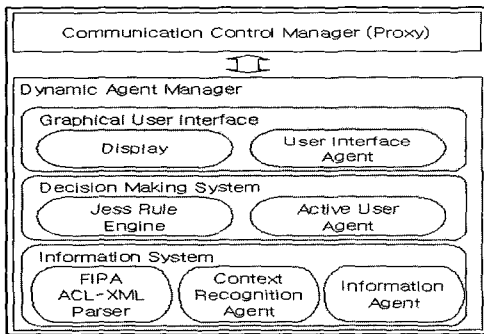 Communication Control Manager (Proxy)
Dynamic Agent Manager
Graphical User Interface
Display
User Interface
Agent
Decision Making System
Jess Rule
Engine
Active User
Agent
Information System
FIPA
ACL-XML
Parser
Context
Recognition
Agent
Information
Agent